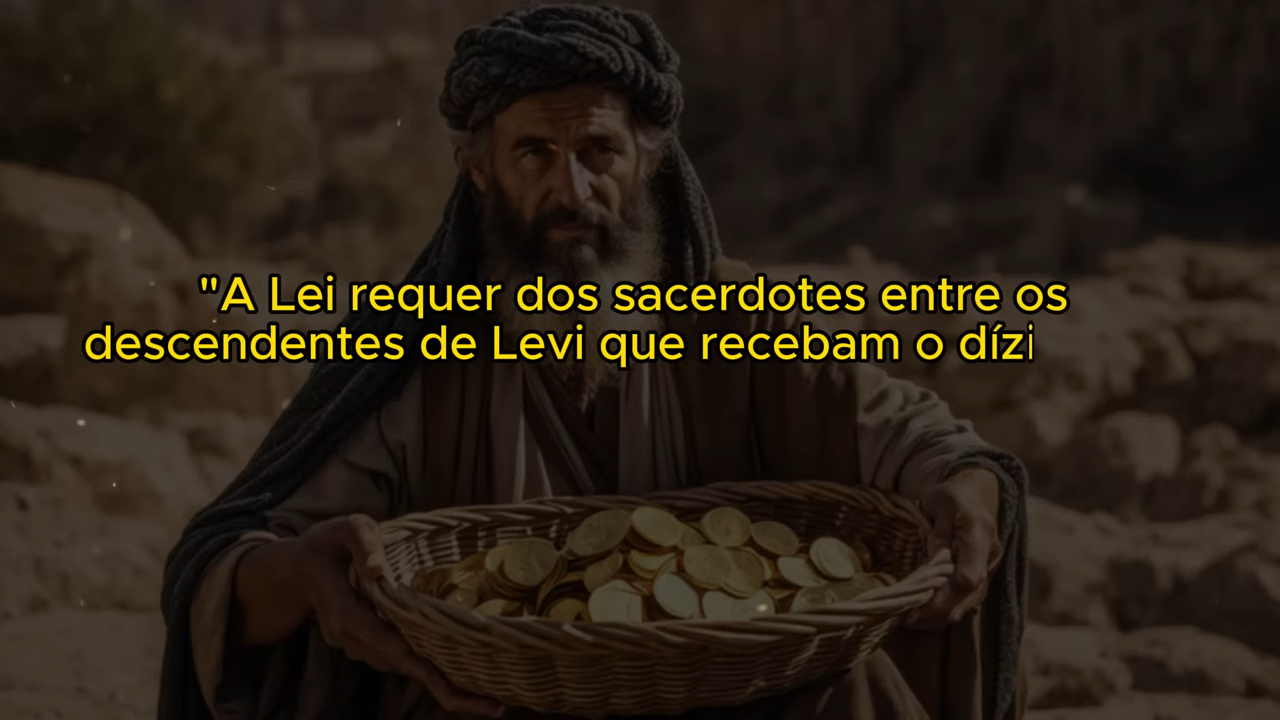 "A Lei requer dos sacerdotes entre os
descendentes de Levi que recebam o dízi